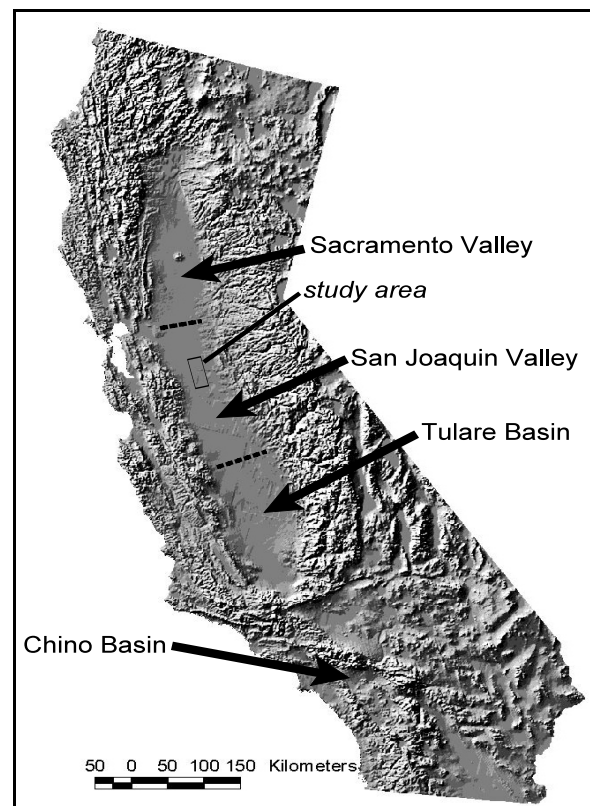 Sacramento Valley
study area
San Joaquin Valley
Tulare Basin
Chino Basin
50 0 50 100 150 Kilometers